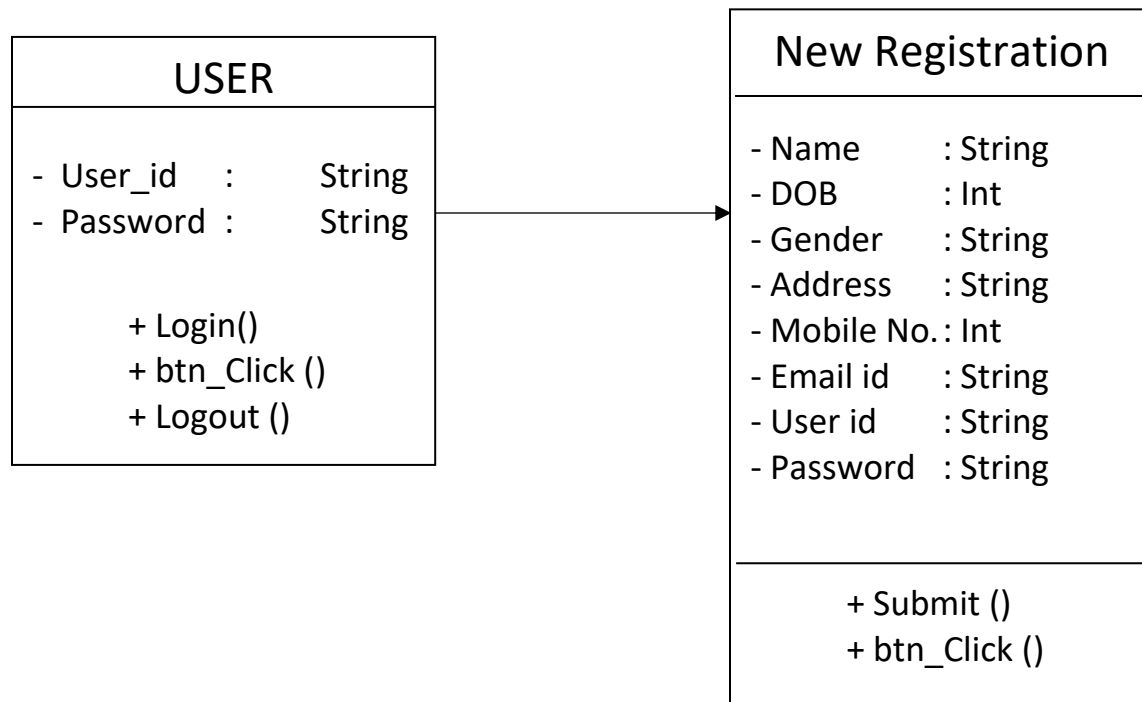 USER
- User_id : String
- Password : String
+ Login()
+ btn_Click ()
+ Logout ()
New Registration
- Name : String
- DOB : Int
- Gender : String
- Address : String
- Mobile No. : Int
- Email id : String
- User id : String
- Password : String
+ Submit ()
+ btn_Click ()